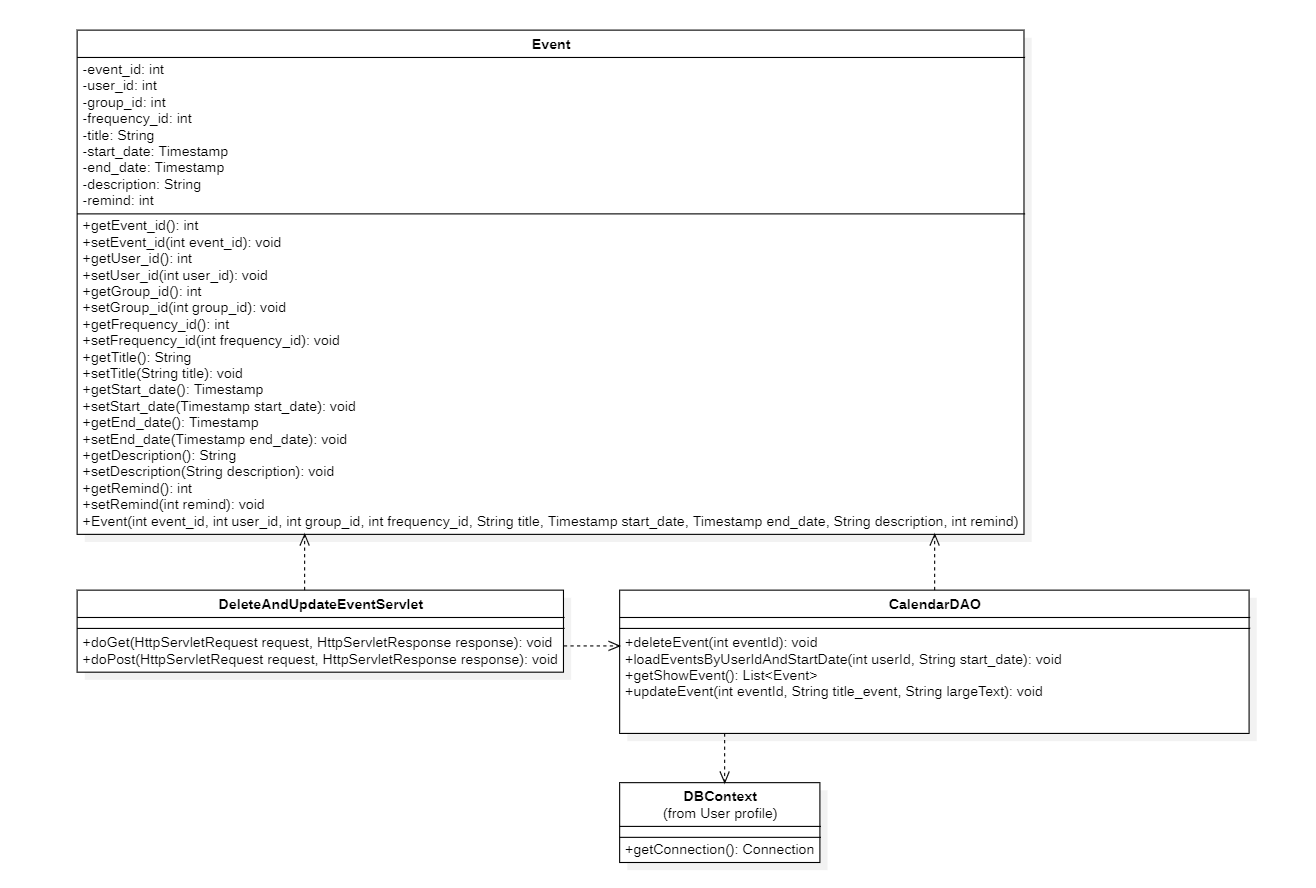 Event
-event_id: int
-user_id: int
-group_id: int
-frequency_id: int
-title: String
-start_date: Timestamp
-end_date: Timestamp
-description: String
-remind: int
+getEvent_id(): int
+setEvent_id(int event_id): void
+getUser_id(): int
+setUser_id(int user_id): void
+getGroup_id(): int
+setGroup_id(int group_id): void
+getFrequency_id(): int
+setFrequency_id(int frequency_id): void
+getTitle(): String
+setTitle(String title): void
+getStart_date(): Timestamp
+setStart_date(Timestamp start_date): void
+getEnd_date(): Timestamp
+setEnd_date(Timestamp end_date): void
+getDescription(): String
+setDescription(String description): void
+getRemind(): int
+setRemind(int remind): void
+Event(int event_id, int user_id, int group_id, int frequency_id, String title, Timestamp start_date, Timestamp end_date, String description, int remind)
DeleteAndUpdateEventServlet
+doGet(HttpServletRequest request, HttpServletResponse response): void
+doPost(HttpServletRequest request, HttpServletResponse response): void
CalendarDAO
+deleteEvent(int eventId): void
+loadEventsByUserIdAndStartDate(int userId, String start_date): void
+getShowEvent(): List<Event>
+updateEvent(int eventId, String title_event, String largeText): void
DBContext
(from User profile)
+getConnection(): Connection